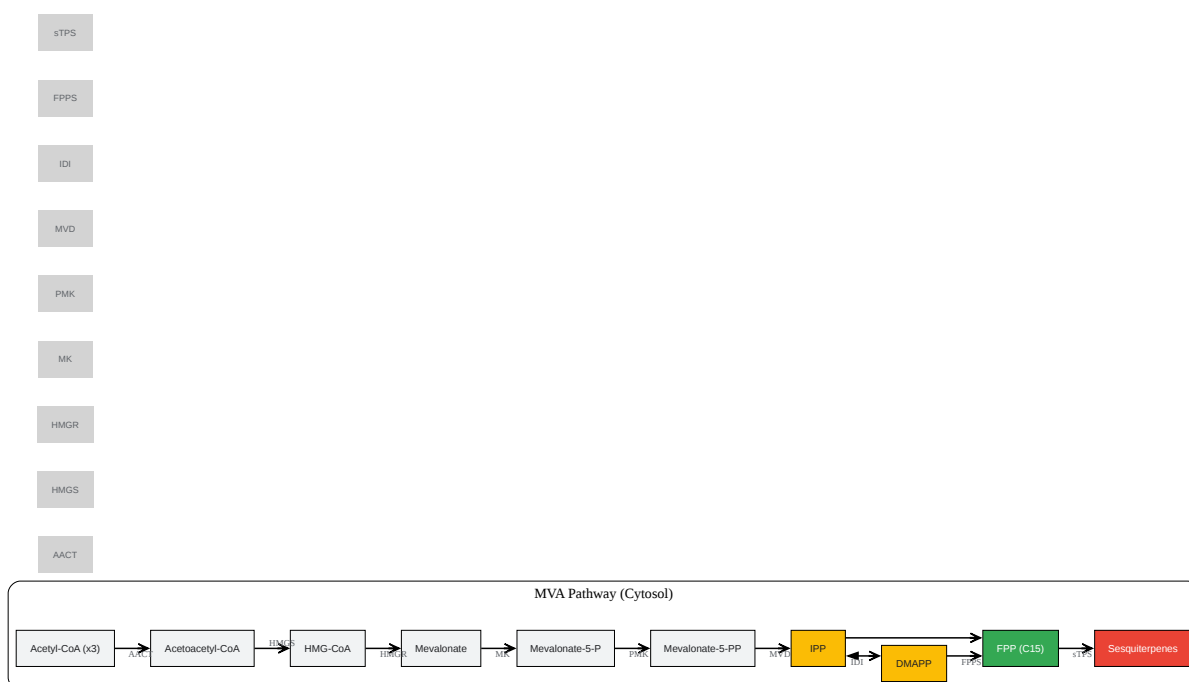 sTPS
FPPS
IDI
MVD
PMK
MK
HMGR
HMGS
AACT
MVA Pathway (Cytosol)
Acetyl-CoA (x3)
AACT
Acetoacetyl-CoA
HMGS
HMG-CoA
HMGR
Mevalonate
MK
Mevalonate-5-P
PMK
Mevalonate-5-PP
MVD
IPP
IDI
DMAPP
FPPS
FPP (C15)
sTPS
Sesquiterpenes